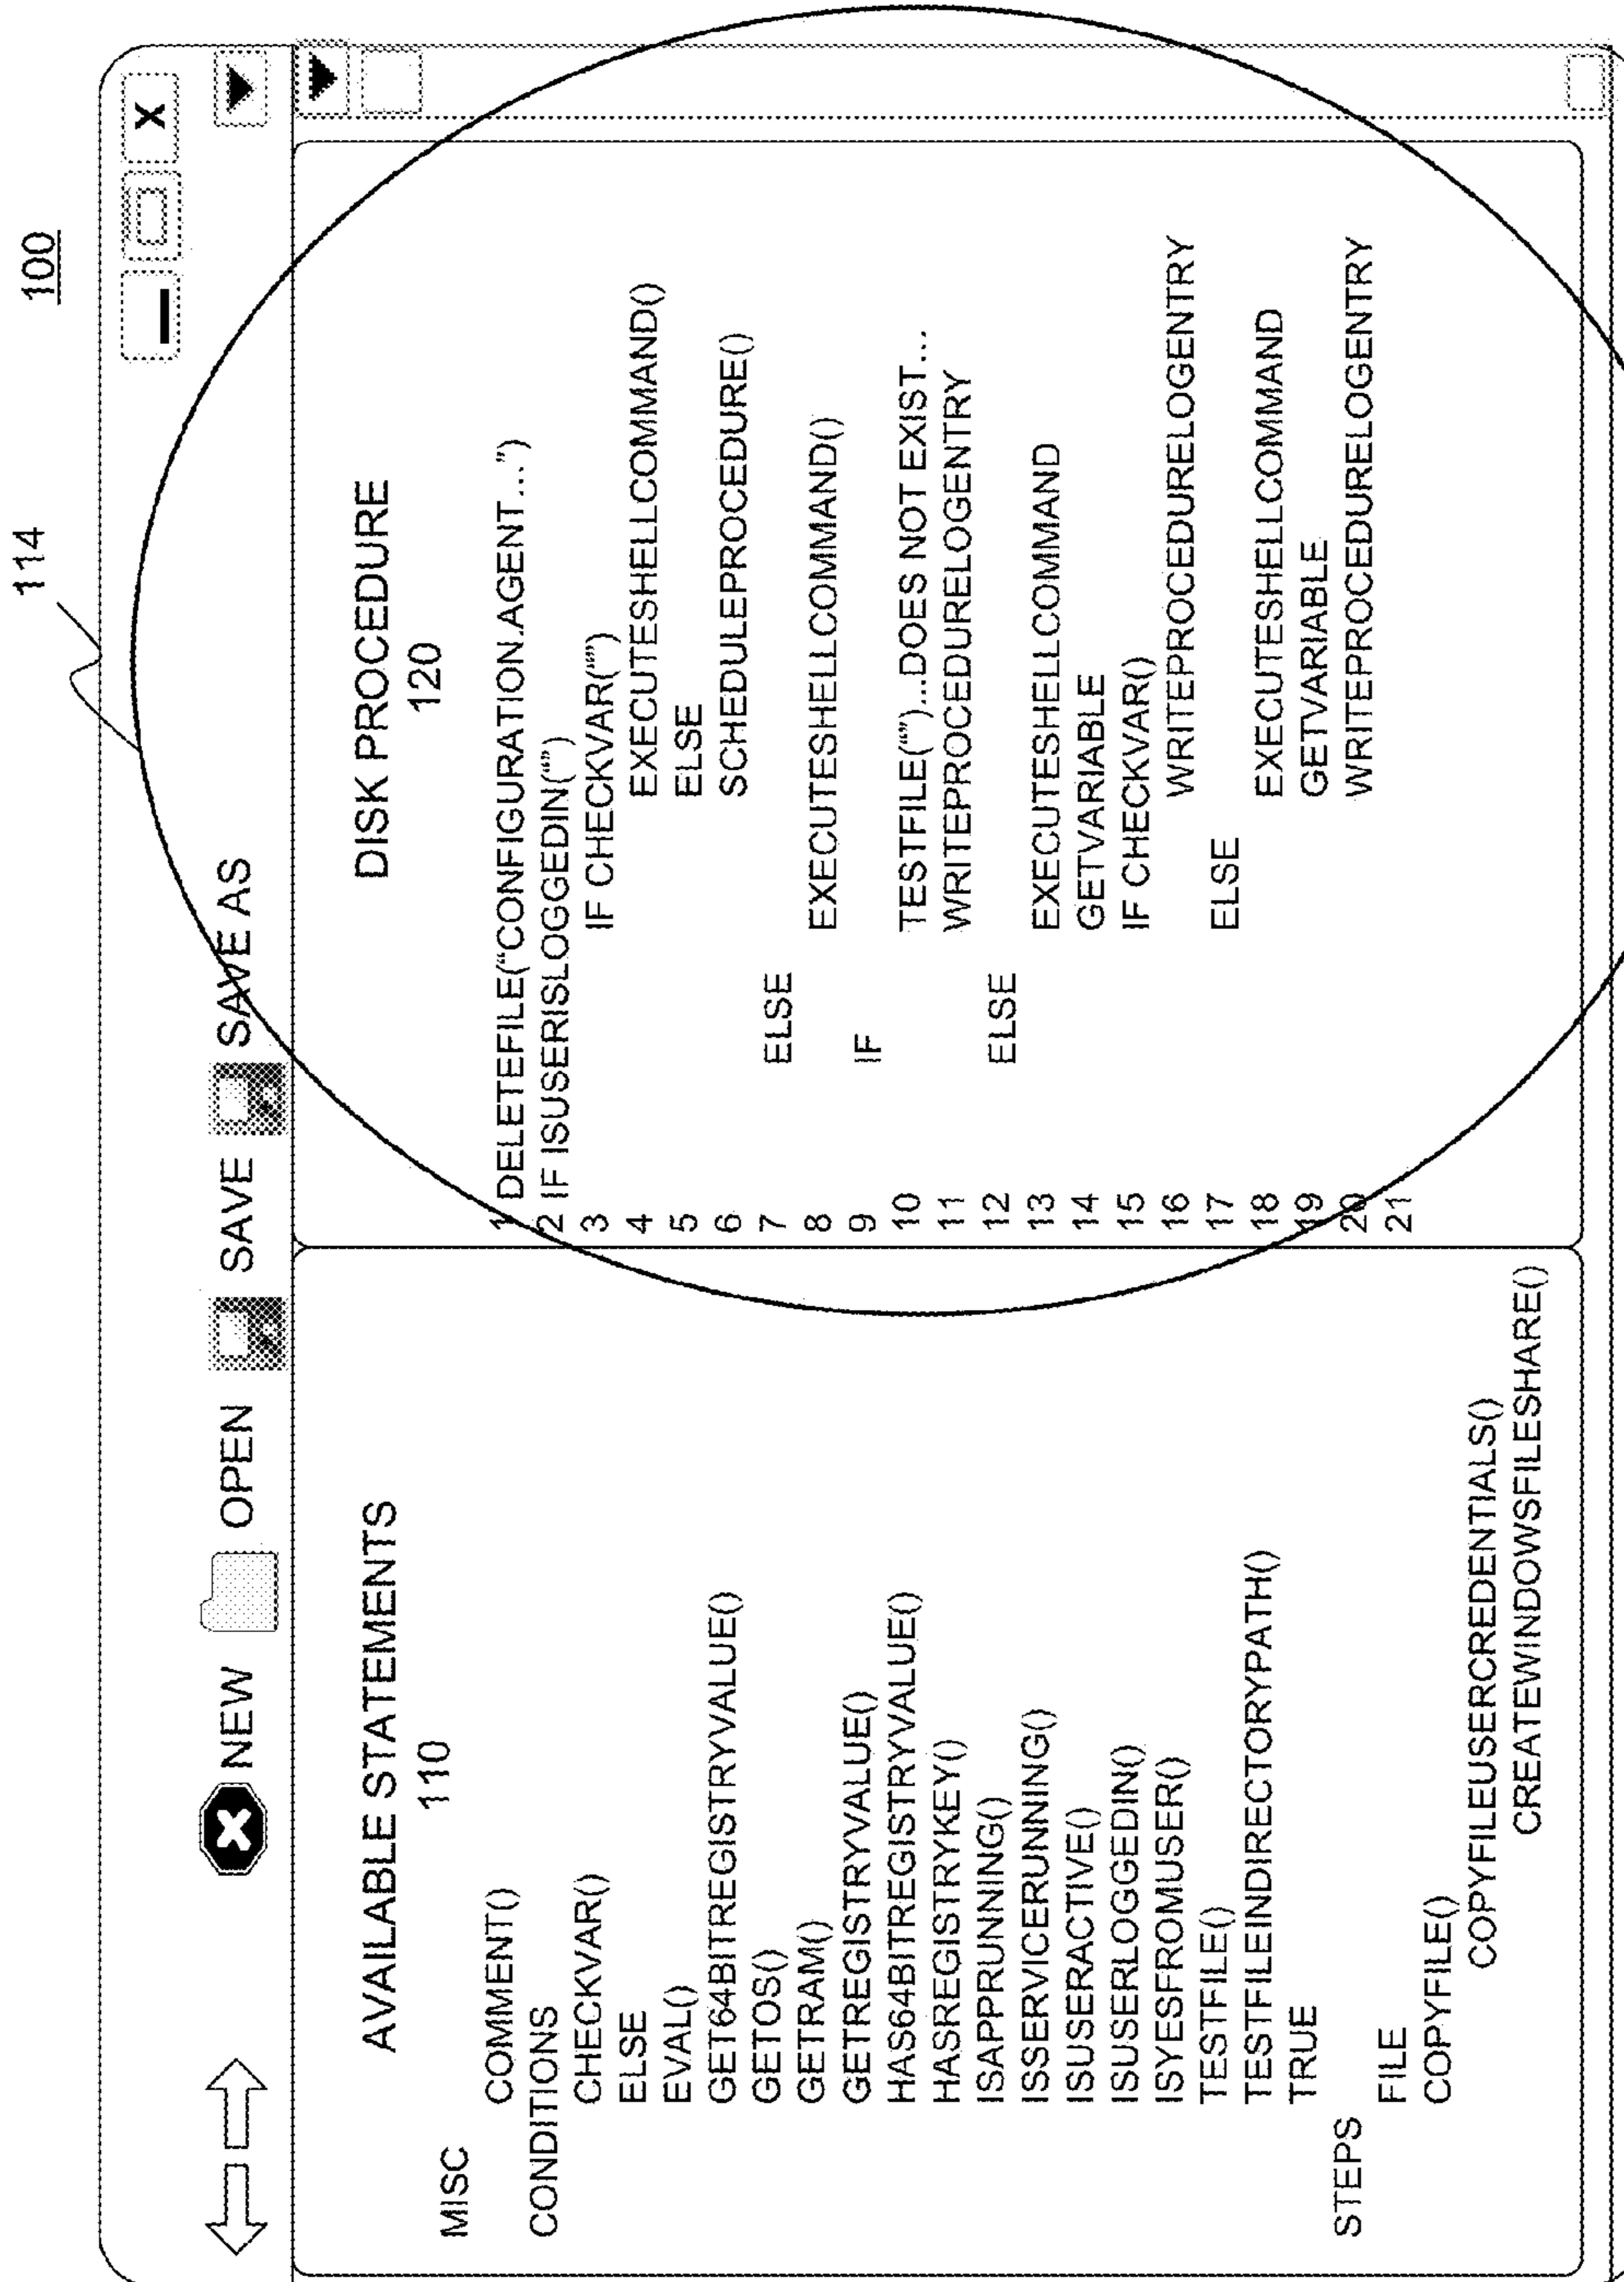 100
114
X
NEW OPEN SAVE SAVE AS
AVAILABLE STATEMENTS
110
MISC
COMMENT()
CONDITIONS
CHECKVAR()
ELSE
EVAL()
GET64BITREGISTRYVALUE()
GETOS()
GETRAM()
GETREGISTRYVALUE()
HAS64BITREGISTRYVALUE()
HASREGISTRYKEY()
ISAPPRUNNING()
ISSERVICERUNNING()
ISUSERACTIVE()
ISUSERLOGGEDIN()
ISYESFROMUSER()
TESTFILE()
TESTFILEINDIRECTORYPATH()
TRUE
STEPS
FILE
COPYFILE()
COPYFILEUSERCREDENTIALS()
CREATEWINDOWSFILESHARE()
DISK PROCEDURE
120
1 DELETEFILE(“CONFIGURATION.AGENT...”)
2 IF ISUSERISLOGGEDIN(“”)
3 IF CHECKVAR(“”)
4 EXECUTESHELLCOMMAND()
5 ELSE
6 SCHEDULEPROCEDURE()
7 ELSE
8 EXECUTESHELLCOMMAND()
9 IF
10 TESTFILE(“”)...DOES NOT EXIST...
11 WRITEPROCEDURELOGENTRY
12 ELSE
13 EXECUTESHELLCOMMAND
14 GETVARIABLE
15 IF CHECKVAR()
16 WRITEPROCEDURELOGENTRY
17 ELSE
18 EXECUTESHELLCOMMAND
19 GETVARIABLE
20 WRITEPROCEDURELOGENTRY
21